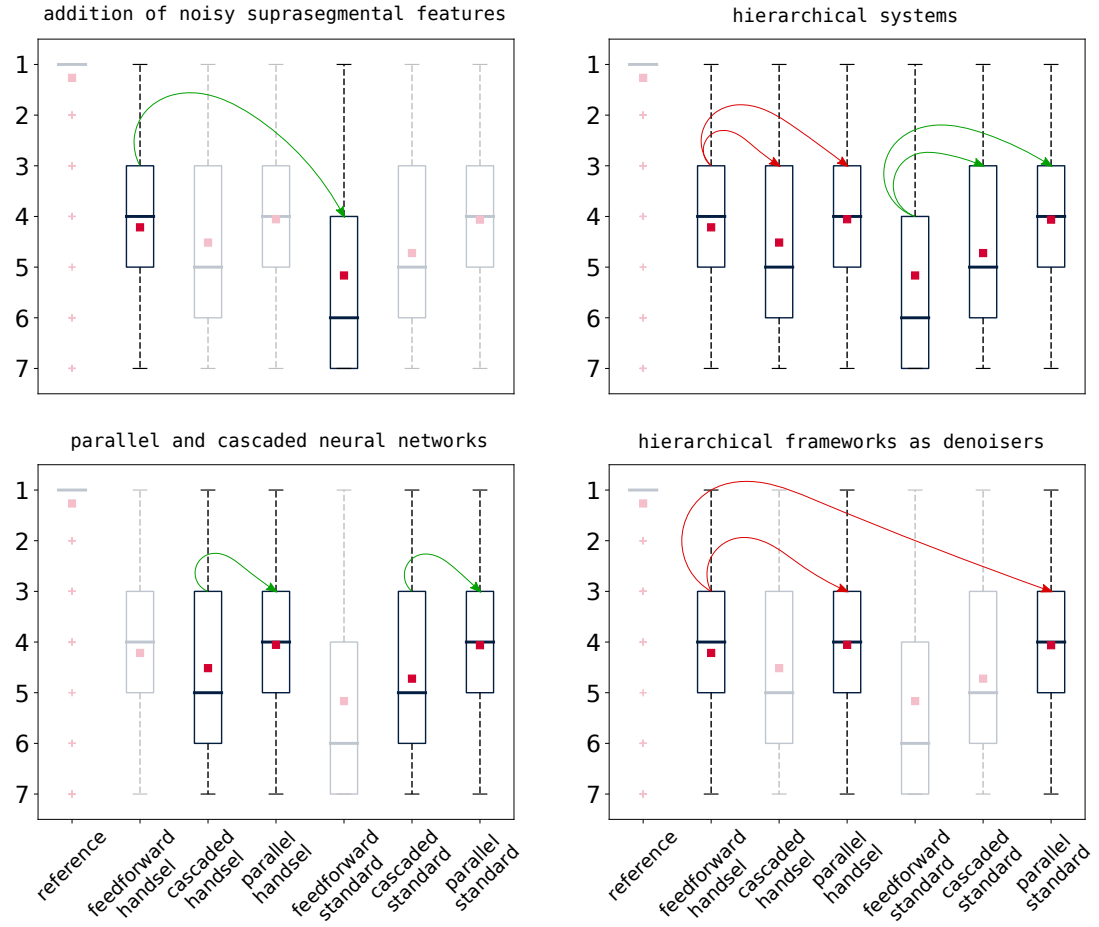 addition of noisy suprasegmental features
hierarchical systems
1
2
3
4
5
6
7
1
2
3
4
5
6
7
parallel and cascaded neural networks
hierarchical frameworks as denoisers
1
2
3
4
5
6
7
reference
feedforward
handsel
cascaded
handsel
parallel
handsel
feedforward
standard
cascaded
standard
parallel
standard
1
2
3
4
5
6
7
reference
feedforward
handsel
cascaded
handsel
parallel
handsel
feedforward
standard
cascaded
standard
parallel
standard